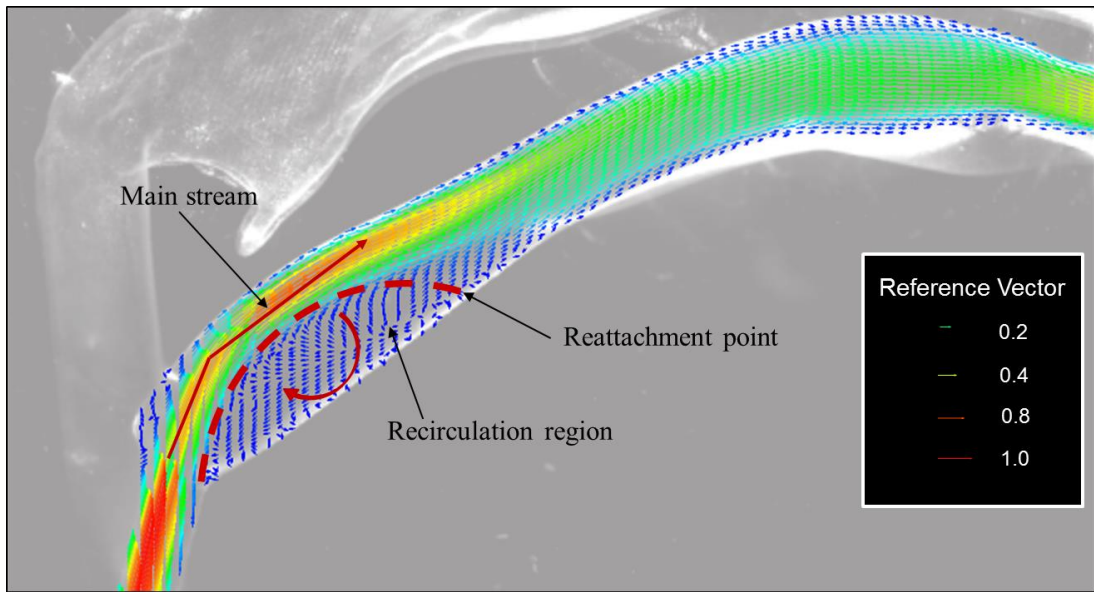 Main stream
Reattachment point
Recirculation region
Reference Vector
0.2
0.4
0.8
1.0